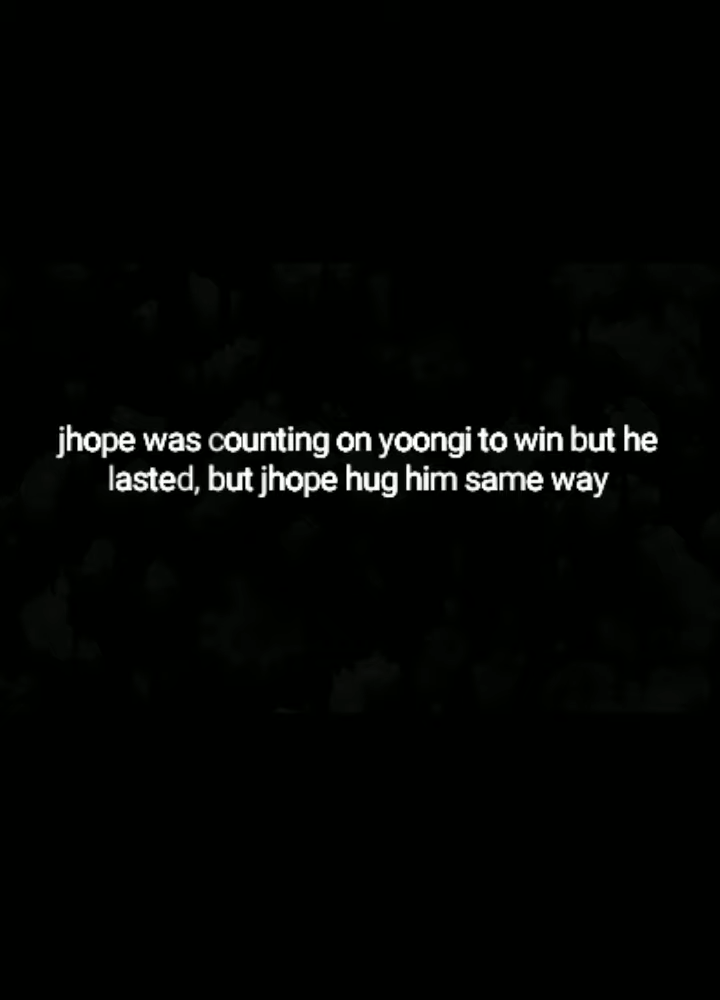 jhope was counting on yoongi to win but he
lasted, but jhope hug him same way